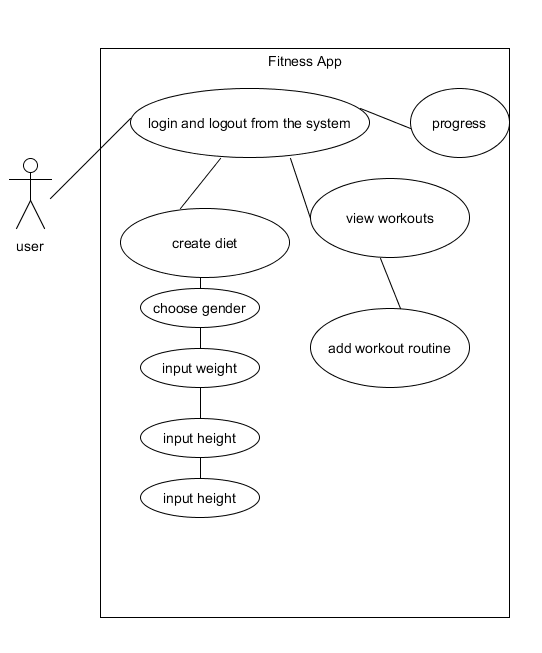 Fitness App
login and logout from the system
progress
user
view workouts
create diet
choose gender
add workout routine
input weight
input height
input height